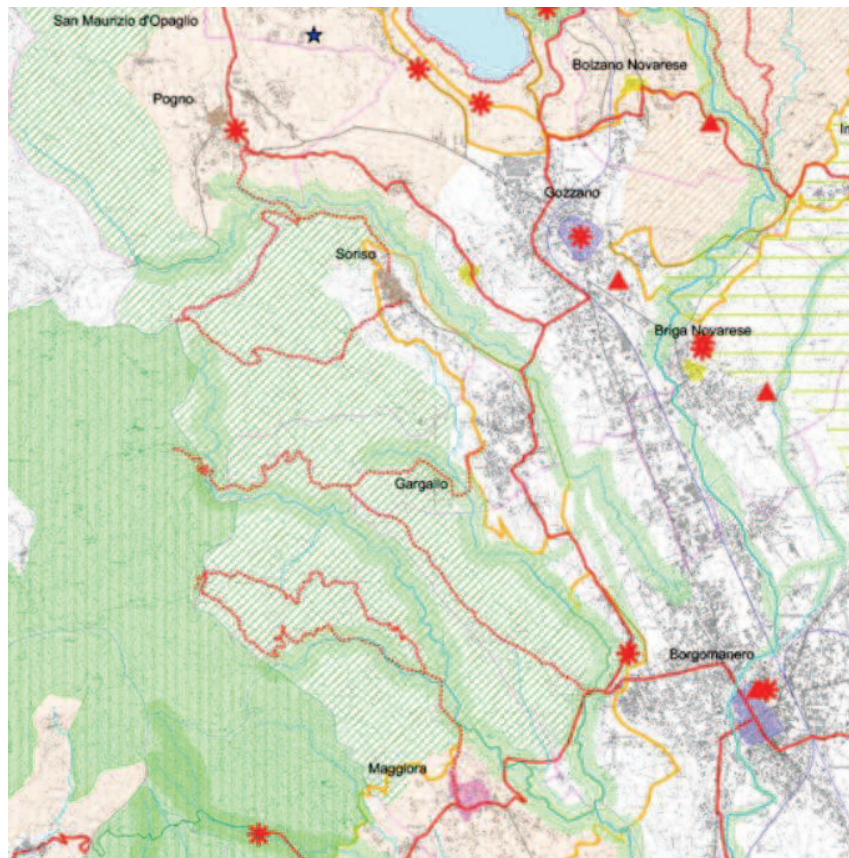 San Maurizio d'Opaglio
Bolzano Novarese
Pogno
Gozzano
Soriso
Briga Novarese
Gargallo
Borgomanero
Maggiora